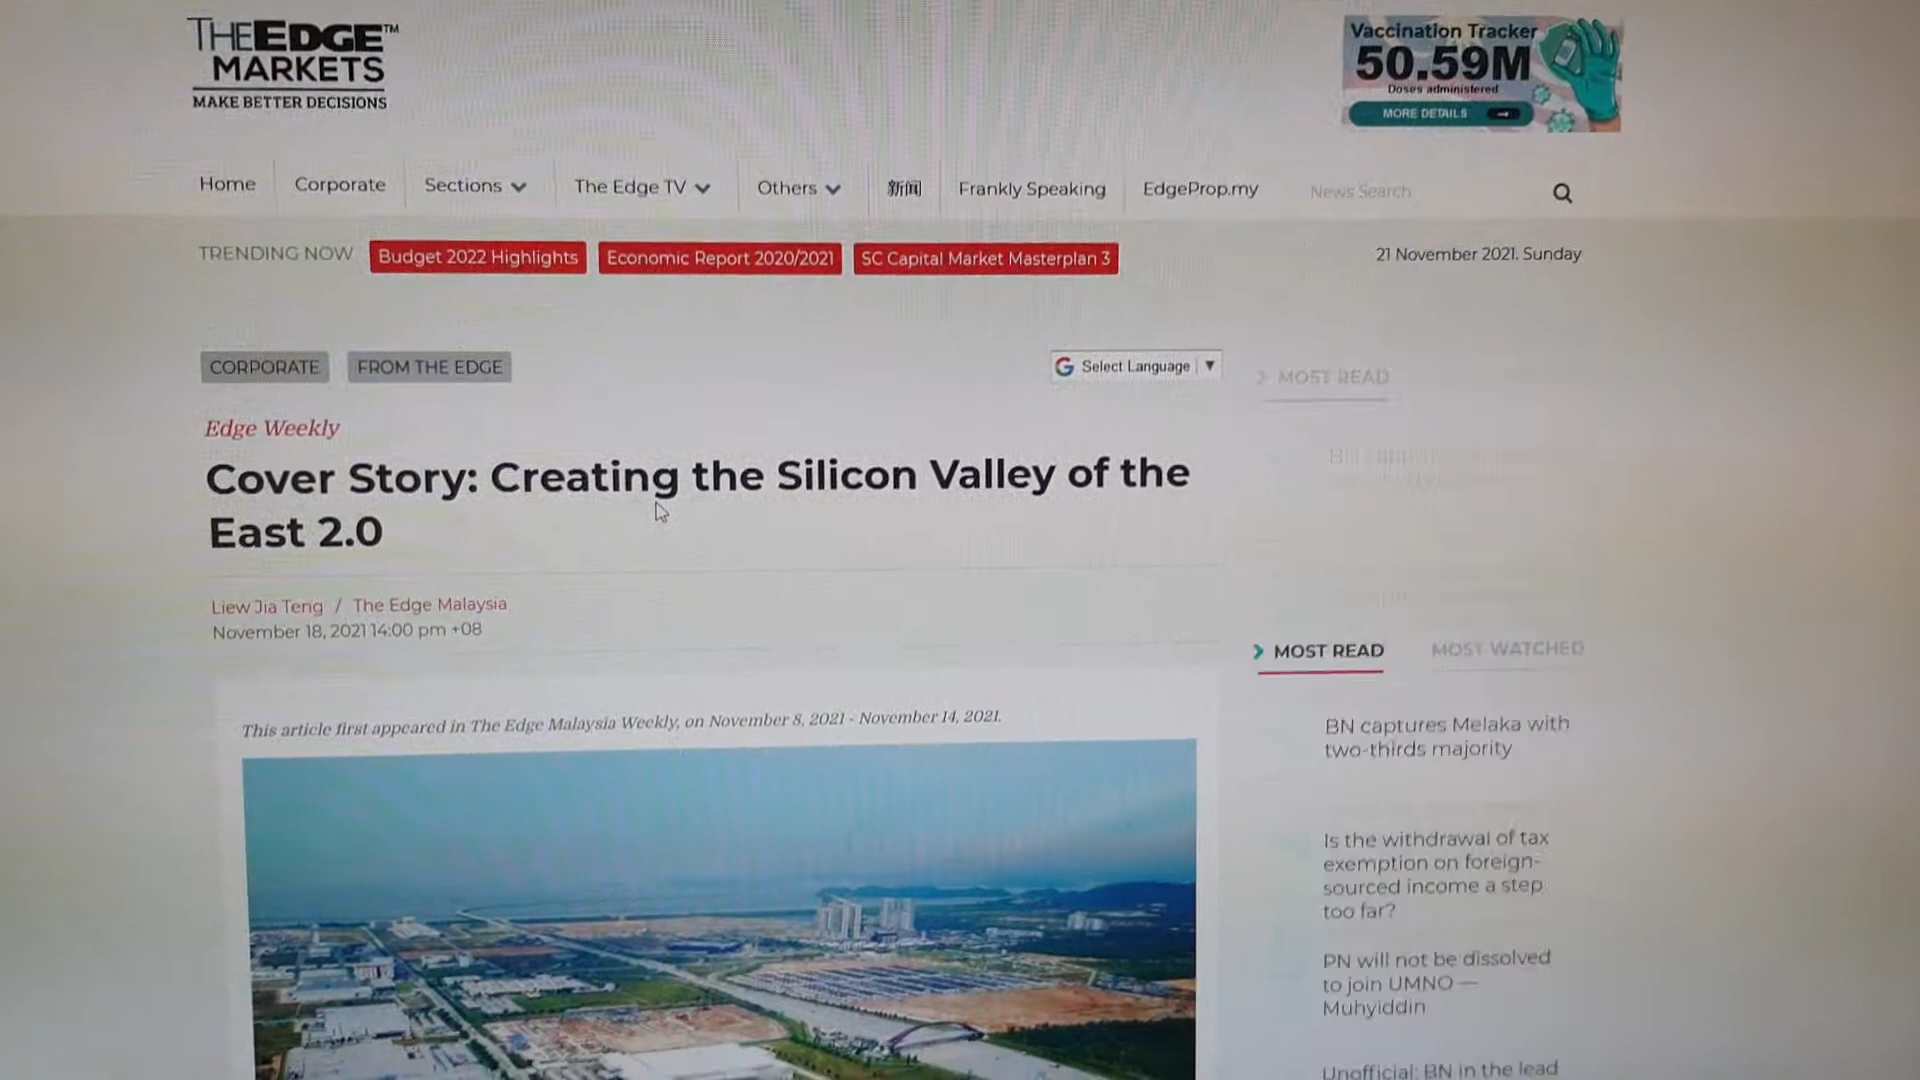 THE EDGE™
MARKETS
MAKE BETTER DECISIONS
Vaccination Tracker
50.59M
Doses administered
MORE DETAILS
Home
Corporate
Sections
The Edge TV
Others
新闻
Frankly Speaking
EdgeProp.my
News Search
TRENDING NOW
Budget 2022 Highlights
Economic Report 2020/2021
SC Capital Market Masterplan 3
21 November 2021. Sunday
CORPORATE
FROM THE EDGE
G Select Language
MOST READ
Edge Weekly
Cover Story: Creating the Silicon Valley of the
East 2.0
Liew Jia Teng / The Edge Malaysia
November 18, 2021 14:00 pm +08
This article first appeared in The Edge Malaysia Weekly, on November 8, 2021 - November 14, 2021.
MOST READ
MOST WATCHED
BN captures Melaka with
two-thirds majority
Is the withdrawal of tax
exemption on foreign-
sourced income a step
too far?
PN will not be dissolved
to join UMNO —
Muhyiddin
Unofficial: BN in the lead